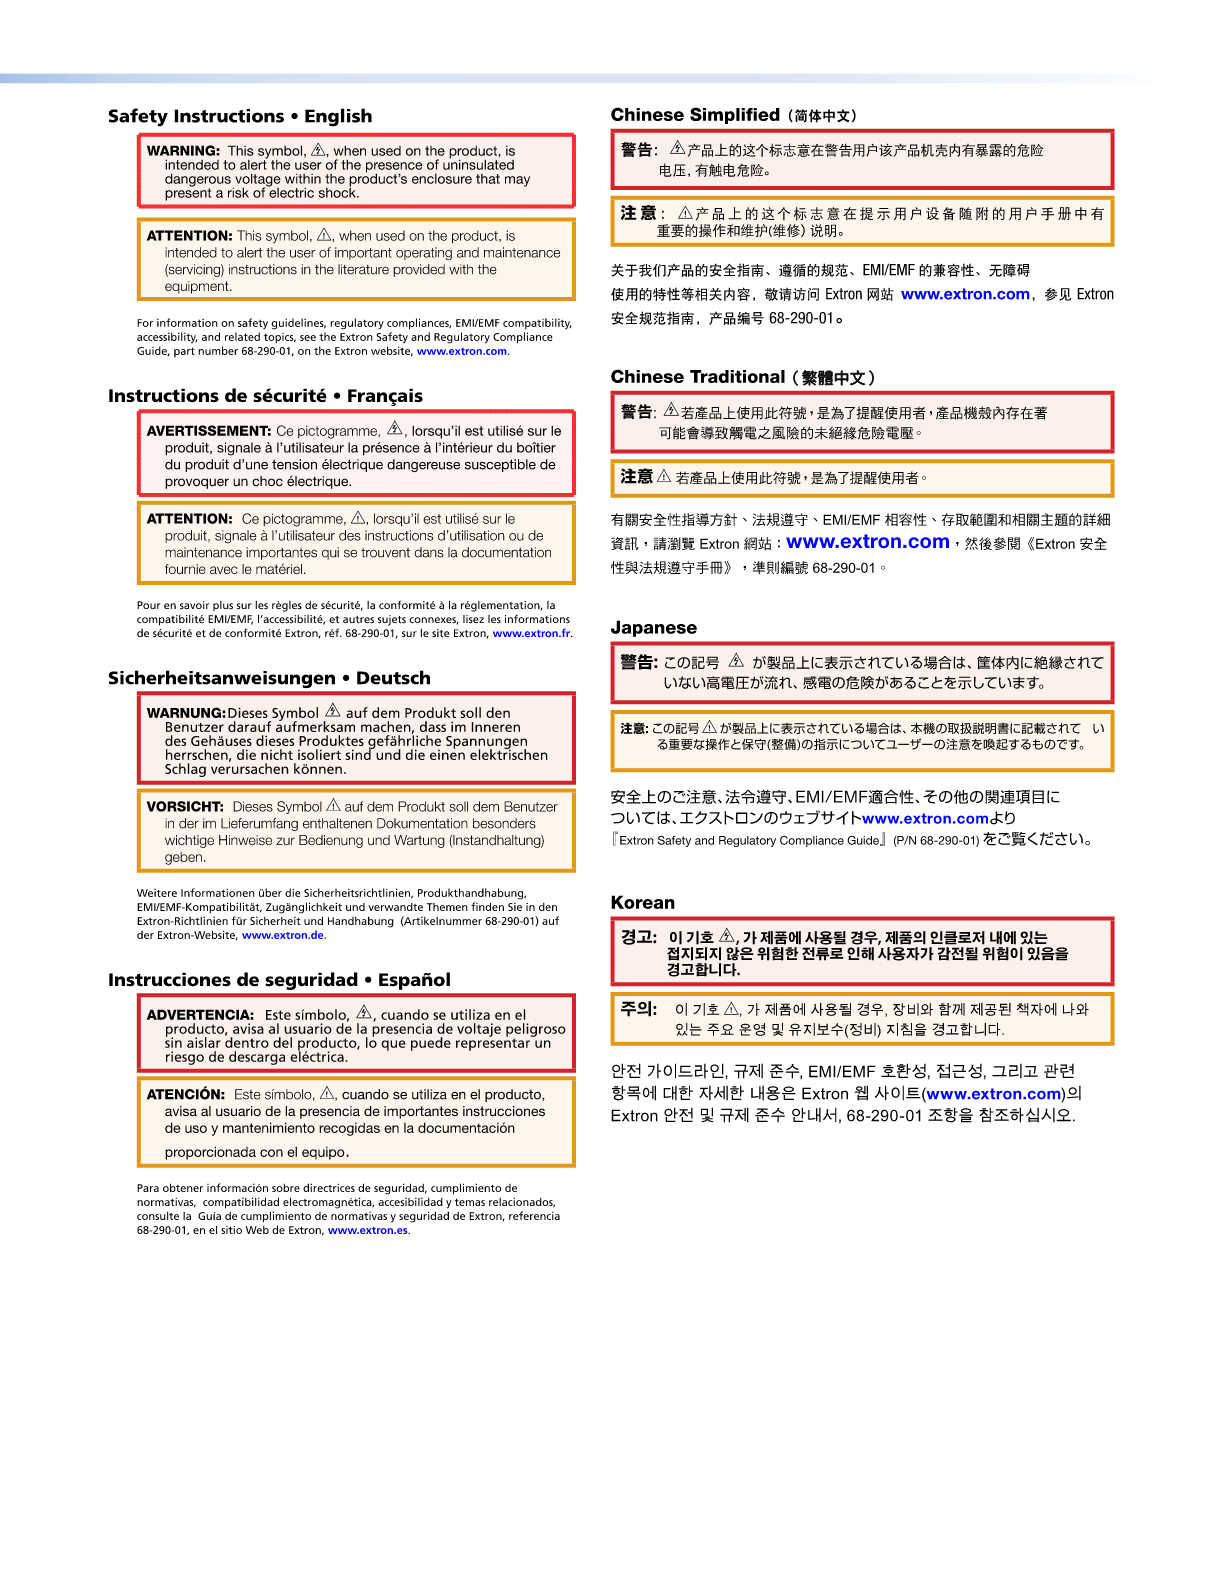 Safety Instructions • English
WARNING: This symbol, ⚠, when used on the product, is
intended to alert the user of the presence of uninsulated
dangerous voltage within the product's enclosure that may
present a risk of electric shock.
ATTENTION: This symbol, ⚠, when used on the product, is
intended to alert the user of important operating and maintenance
(servicing) instructions in the literature provided with the
equipment.
For information on safety guidelines, regulatory compliances, EMI/EMF compatibility,
accessibility, and related topics, see the Extron Safety and Regulatory Compliance
Guide, part number 68-290-01, on the Extron website, www.extron.com.
Instructions de sécurité • Français
AVERTISSEMENT: Ce pictogramme, ⚠, lorsqu'il est utilisé sur le
produit, signale à l'utilisateur la présence à l'intérieur du boîtier
du produit d'une tension électrique dangereuse susceptible de
provoquer un choc électrique.
ATTENTION: Ce pictogramme, ⚠, lorsqu'il est utilisé sur le
produit, signale à l'utilisateur des instructions d'utilisation ou de
maintenance importantes qui se trouvent dans la documentation
fournie avec le matériel.
Pour en savoir plus sur les règles de sécurité, la conformité à la réglementation, la
compatibilité EMI/EMF, l'accessibilité, et autres sujets connexes, lisez les informations
de sécurité et de conformité Extron, réf. 68-290-01, sur le site Extron, www.extron.fr.
Sicherheitsanweisungen • Deutsch
WARNUNG: Dieses Symbol ⚠ auf dem Produkt soll den
Benutzer darauf aufmerksam machen, dass im Inneren
des Gehäuses dieses Produktes gefährliche Spannungen
herrschen, die nicht isoliert sind und die einen elektrischen
Schlag verursachen können.
VORSICHT: Dieses Symbol ⚠ auf dem Produkt soll dem Benutzer
in der im Lieferumfang enthaltenen Dokumentation besonders
wichtige Hinweise zur Bedienung und Wartung (Instandhaltung)
geben.
Weitere Informationen über die Sicherheitsrichtlinien, Produkthandhabung,
EMI/EMF-Kompatibilität, Zugänglichkeit und verwandte Themen finden Sie in den
Extron-Richtlinien für Sicherheit und Handhabung (Artikelnummer 68-290-01) auf
der Extron-Website, www.extron.de.
Instrucciones de seguridad • Español
ADVERTENCIA: Este símbolo, ⚠, cuando se utiliza en el
producto, avisa al usuario de la presencia de voltaje peligroso
sin aislar dentro del producto, lo que puede representar un
riesgo de descarga eléctrica.
ATENCIÓN: Este símbolo, ⚠, cuando se utiliza en el producto,
avisa al usuario de la presencia de importantes instrucciones
de uso y mantenimiento recogidas en la documentación
proporcionada con el equipo.
Para obtener información sobre directrices de seguridad, cumplimiento de
normativas, compatibilidad electromagnética, accesibilidad y temas relacionados,
consulte la Guía de cumplimiento de normativas y seguridad de Extron, referencia
68-290-01, en el sitio Web de Extron, www.extron.es.
Chinese Simplified（简体中文）
警告： ⚠产品上的这个标志意在警告用户该产品机壳内有暴露的危险
电压，有触电危险。
注意： ⚠产品上的这个标志意在提示用户设备随附的用户手册中有
重要的操作和维护(维修) 说明。
关于我们产品的安全指南、遵循的规范、EMI/EMF 的兼容性、无障碍
使用的特性等相关内容，敬请访问 Extron 网站 www.extron.com，参见 Extron
安全规范指南，产品编号 68-290-01。
Chinese Traditional（繁體中文）
警告: ⚠若產品上使用此符號，是為了提醒使用者，產品機殼內存在著
可能會導致觸電之風險的未絕緣危險電壓。
注意 ⚠ 若產品上使用此符號，是為了提醒使用者。
有關安全性指導方針、法規遵守、EMI/EMF 相容性、存取範圍和相關主題的詳細
資訊，請瀏覽 Extron 網站：www.extron.com，然後參閱《Extron 安全
性與法規遵守手冊》，準則編號 68-290-01。
Japanese
警告: この記号 ⚠ が製品上に表示されている場合は、筐体内に絶縁されて
いない高電圧が流れ、感電の危険があることを示しています。
注意: この記号 ⚠ が製品上に表示されている場合は、本機の取扱説明書に記載されて い
る重要な操作と保守(整備)の指示についてユーザーの注意を喚起するものです。
安全上のご注意、法令遵守、EMI/EMF適合性、その他の関連項目に
ついては、エクストロンのウェブサイトwww.extron.comより
『Extron Safety and Regulatory Compliance Guide』 (P/N 68-290-01) をご覧ください。
Korean
경고: 이 기호 ⚠, 가 제품에 사용될 경우, 제품의 인클로저 내에 있는
접지되지 않은 위험한 전류로 인해 사용자가 감전될 위험이 있음을
경고합니다.
주의: 이 기호 ⚠, 가 제품에 사용될 경우, 장비와 함께 제공된 책자에 나와
있는 주요 운영 및 유지보수(정비) 지침을 경고합니다.
안전 가이드라인, 규제 준수, EMI/EMF 호환성, 접근성, 그리고 관련
항목에 대한 자세한 내용은 Extron 웹 사이트(www.extron.com)의
Extron 안전 및 규제 준수 안내서, 68-290-01 조항을 참조하십시오.